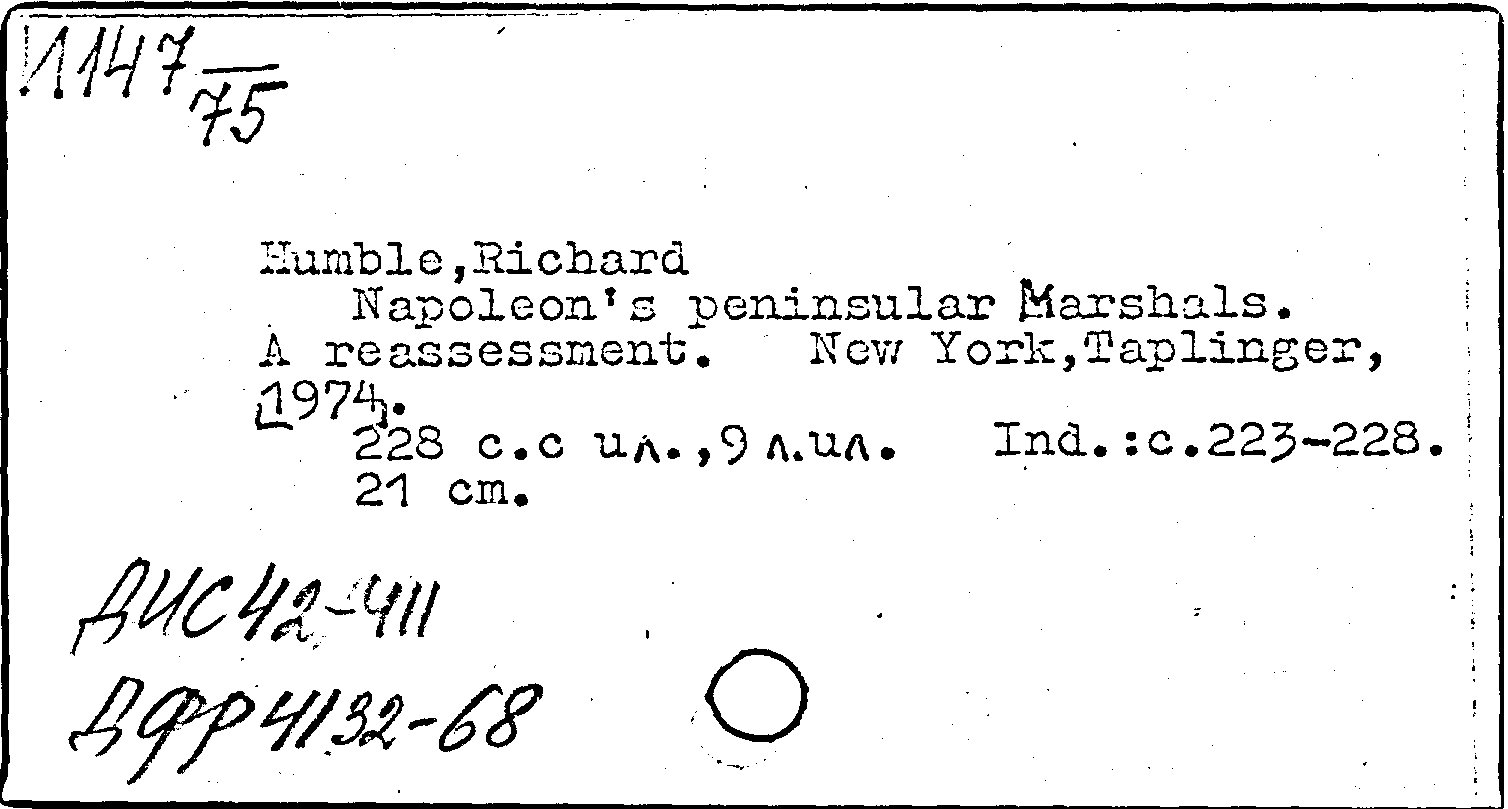 И147
75
Humble,Richard
Napoleon's peninsular Marshals.
A reassessment. New York,Taplinger,
[1974].
228 с.с ил.,9 л.ил. Ind.:с.223-228.
21 cm.
ДИС42-411
ДФР4132-68